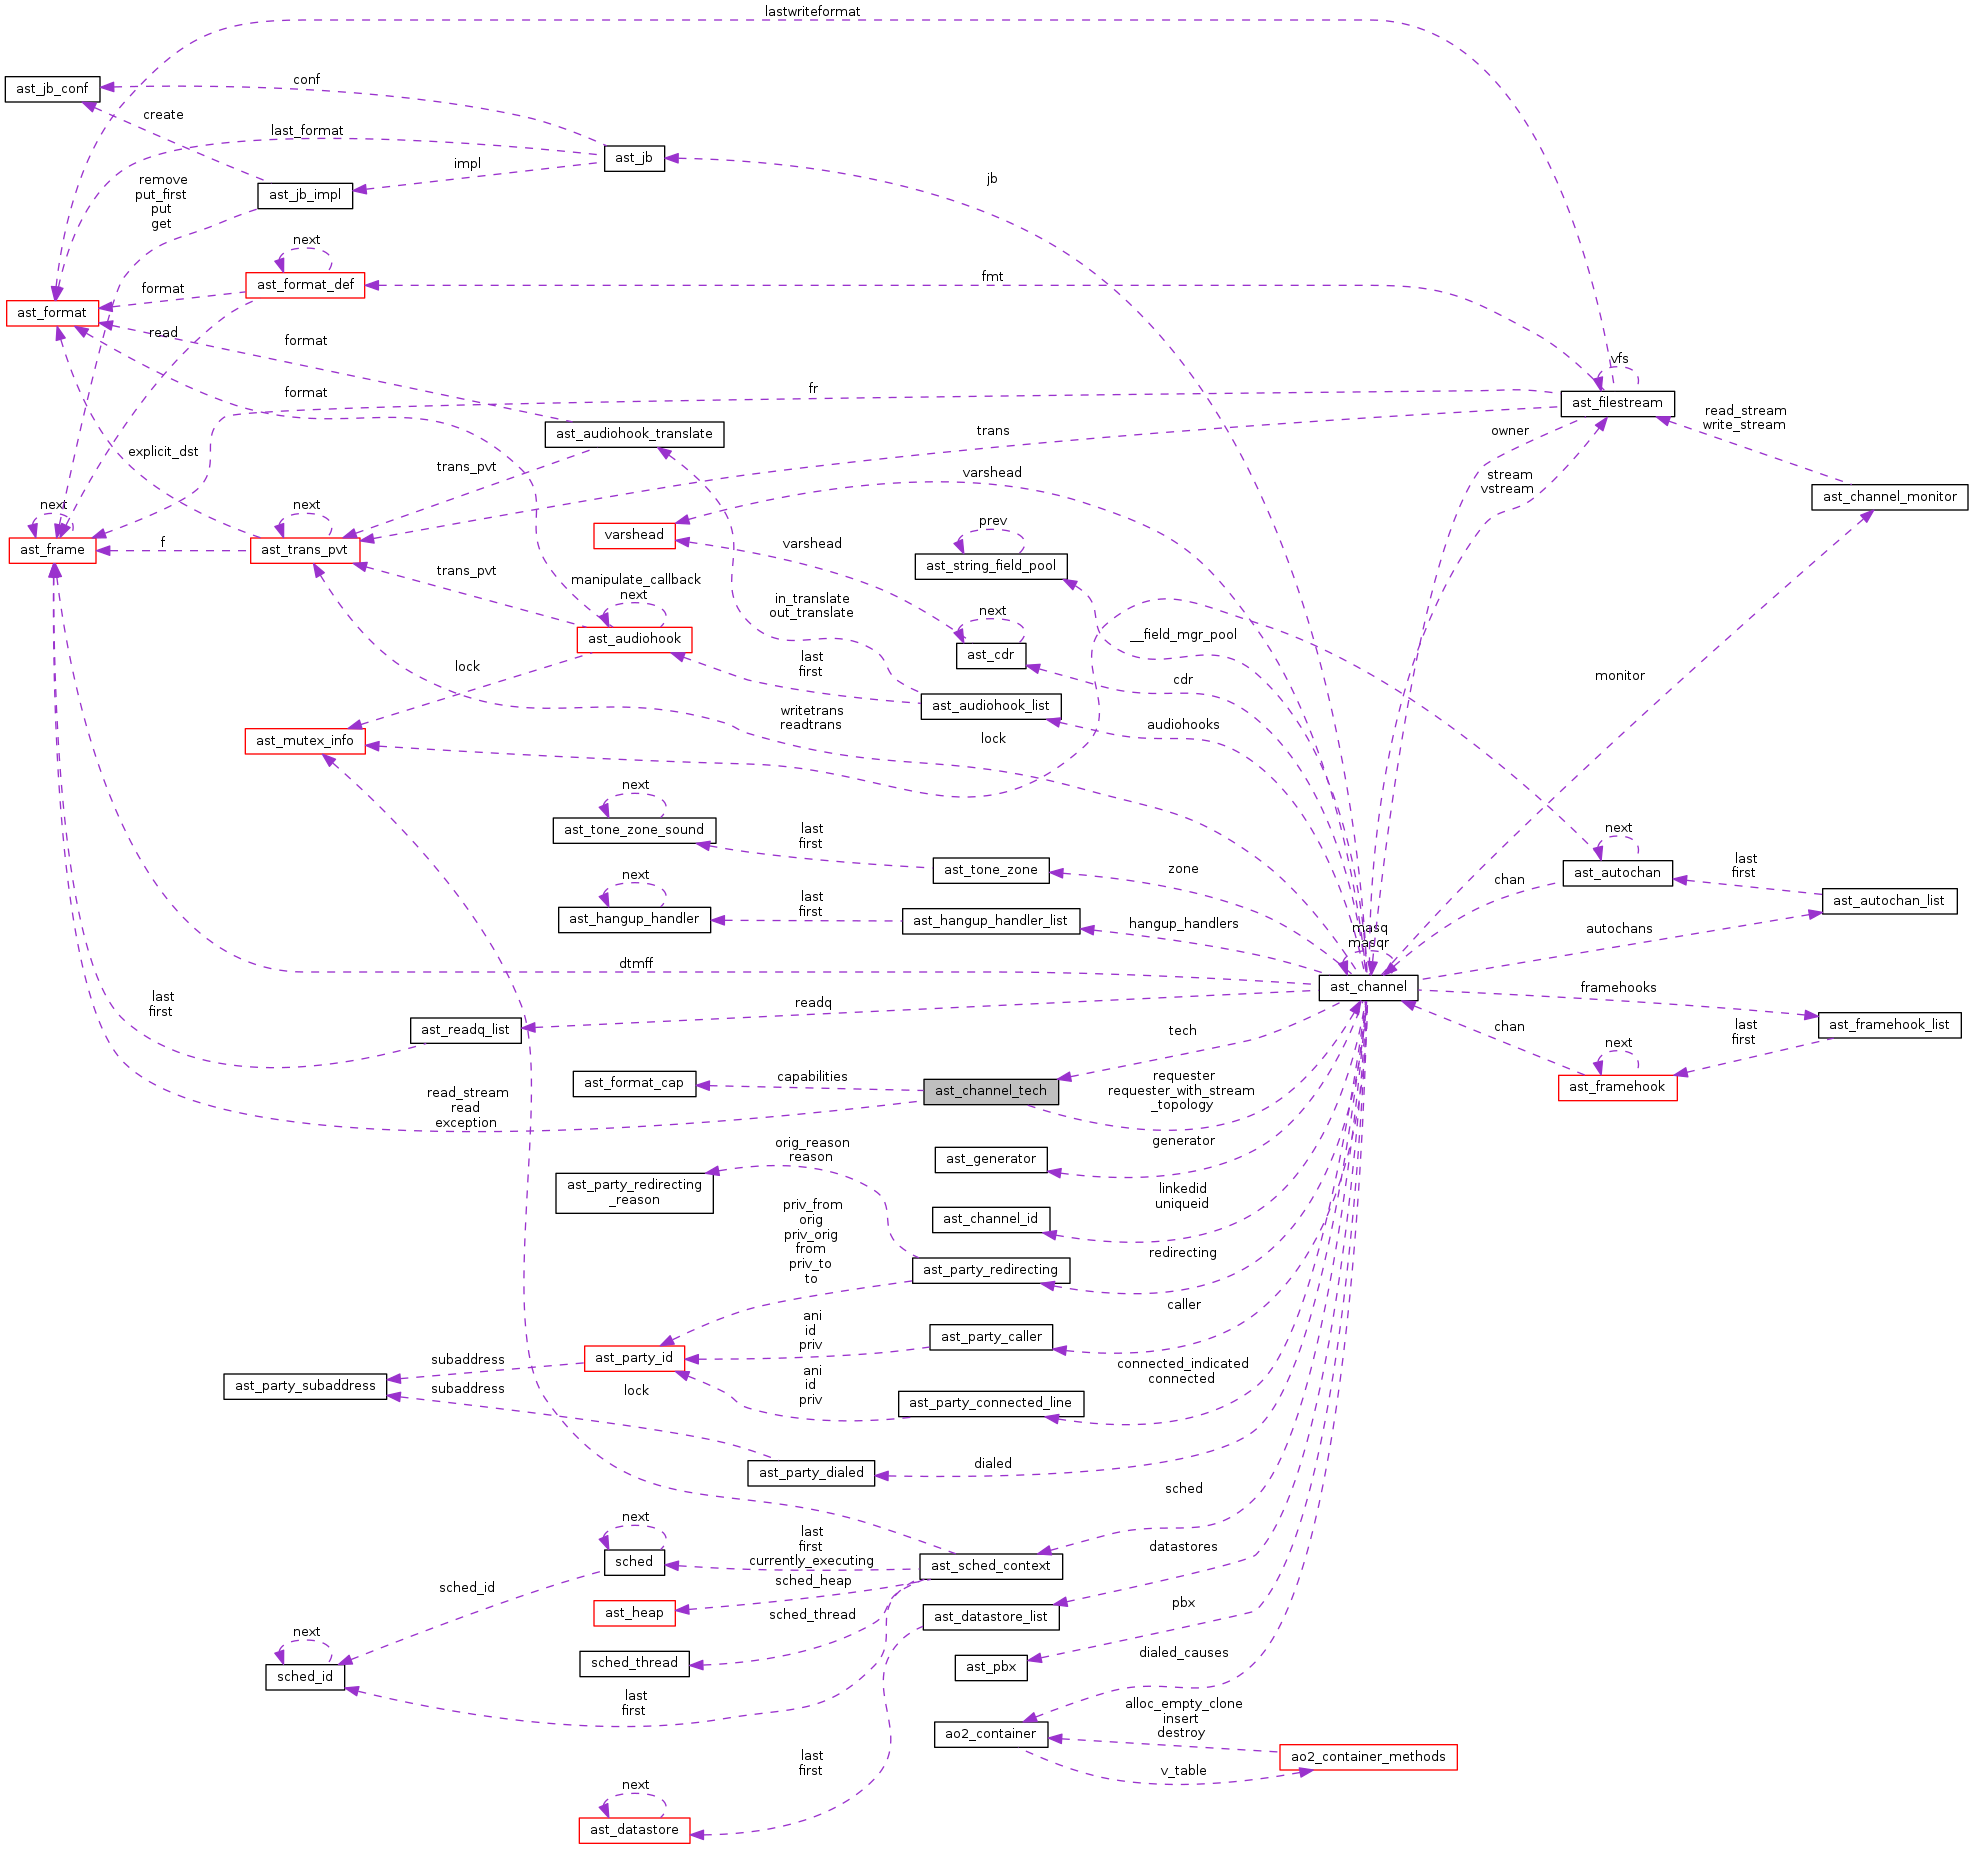 lastwriteformat
conf
ast_jb_conf
create
last_format
ast_jb
impl
jb
remove
put_first
put
get
ast_jb_impl
next
fmt
ast_format_def
format
ast_format
read
format
vfs
format
fr
ast_filestream
read_stream
write_stream
owner
trans
ast_audiohook_translate
explicit_dst
trans_pvt
varshead
stream
vstream
ast_channel_monitor
next
next
prev
varshead
varshead
ast_frame
f
ast_trans_pvt
ast_string_field_pool
trans_pvt
manipulate_callback
next
in_translate
out_translate
next
__field_mgr_pool
ast_audiohook
ast_cdr
lock
last
first
cdr
monitor
ast_audiohook_list
writetrans
readtrans
audiohooks
ast_mutex_info
lock
next
ast_tone_zone_sound
last
first
next
ast_tone_zone
zone
ast_autochan
chan
last
first
next
ast_hangup_handler
last
first
ast_hangup_handler_list
hangup_handlers
ast_autochan_list
masq
masqr
autochans
dtmff
ast_channel
framehooks
last
first
readq
ast_readq_list
tech
chan
next
last
first
ast_framehook_list
ast_format_cap
capabilities
ast_channel_tech
requester
requester_with_stream
_topology
ast_framehook
read_stream
read
exception
orig_reason
reason
generator
ast_generator
ast_party_redirecting
_reason
linkedid
uniqueid
priv_from
orig
priv_orig
from
priv_to
to
ast_channel_id
redirecting
ast_party_redirecting
caller
ani
id
priv
ast_party_caller
subaddress
ast_party_id
connected_indicated
connected
ast_party_subaddress
subaddress
lock
ani
id
priv
ast_party_connected_line
ast_party_dialed
dialed
sched
next
last
first
currently_executing
datastores
sched
ast_sched_context
sched_id
sched_heap
ast_heap
sched_thread
ast_datastore_list
pbx
next
sched_thread
ast_pbx
dialed_causes
sched_id
last
first
alloc_empty_clone
insert
destroy
ao2_container
last
first
v_table
ao2_container_methods
next
ast_datastore